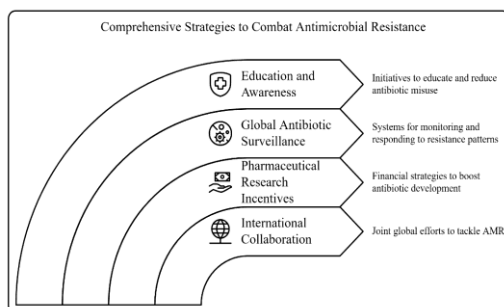 Comprehensive Strategies to Combat Antimicrobial Resistance
Education and
Awareness
Initiatives to educate and reduce
antibiotic misuse
Global Antibiotic
Surveillance
Systems for monitoring and
responding to resistance patterns
Pharmaceutical
Research
Incentives
Financial strategies to boost
antibiotic development
International
Collaboration
Joint global efforts to tackle AMR